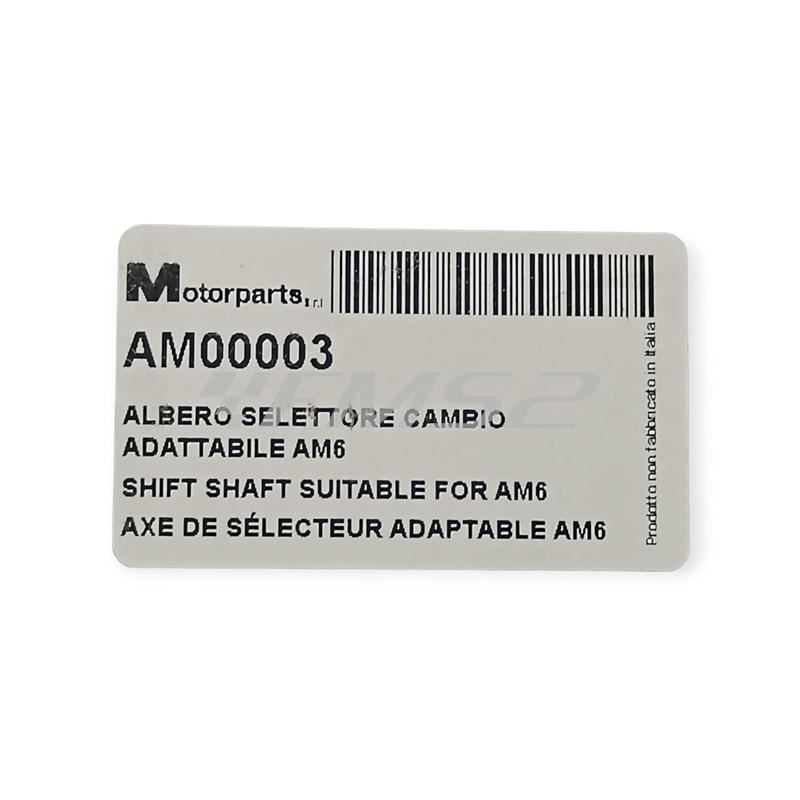 Motorparts s.r.l
AM00003
EMS2
ALBERO SELETTORE CAMBIO
ADATTABILE AM6
SHIFT SHAFT SUITABLE FOR AM6
AXE DE SÉLECTEUR ADAPTABLE AM6
Prodotto non fabbricato in Italia